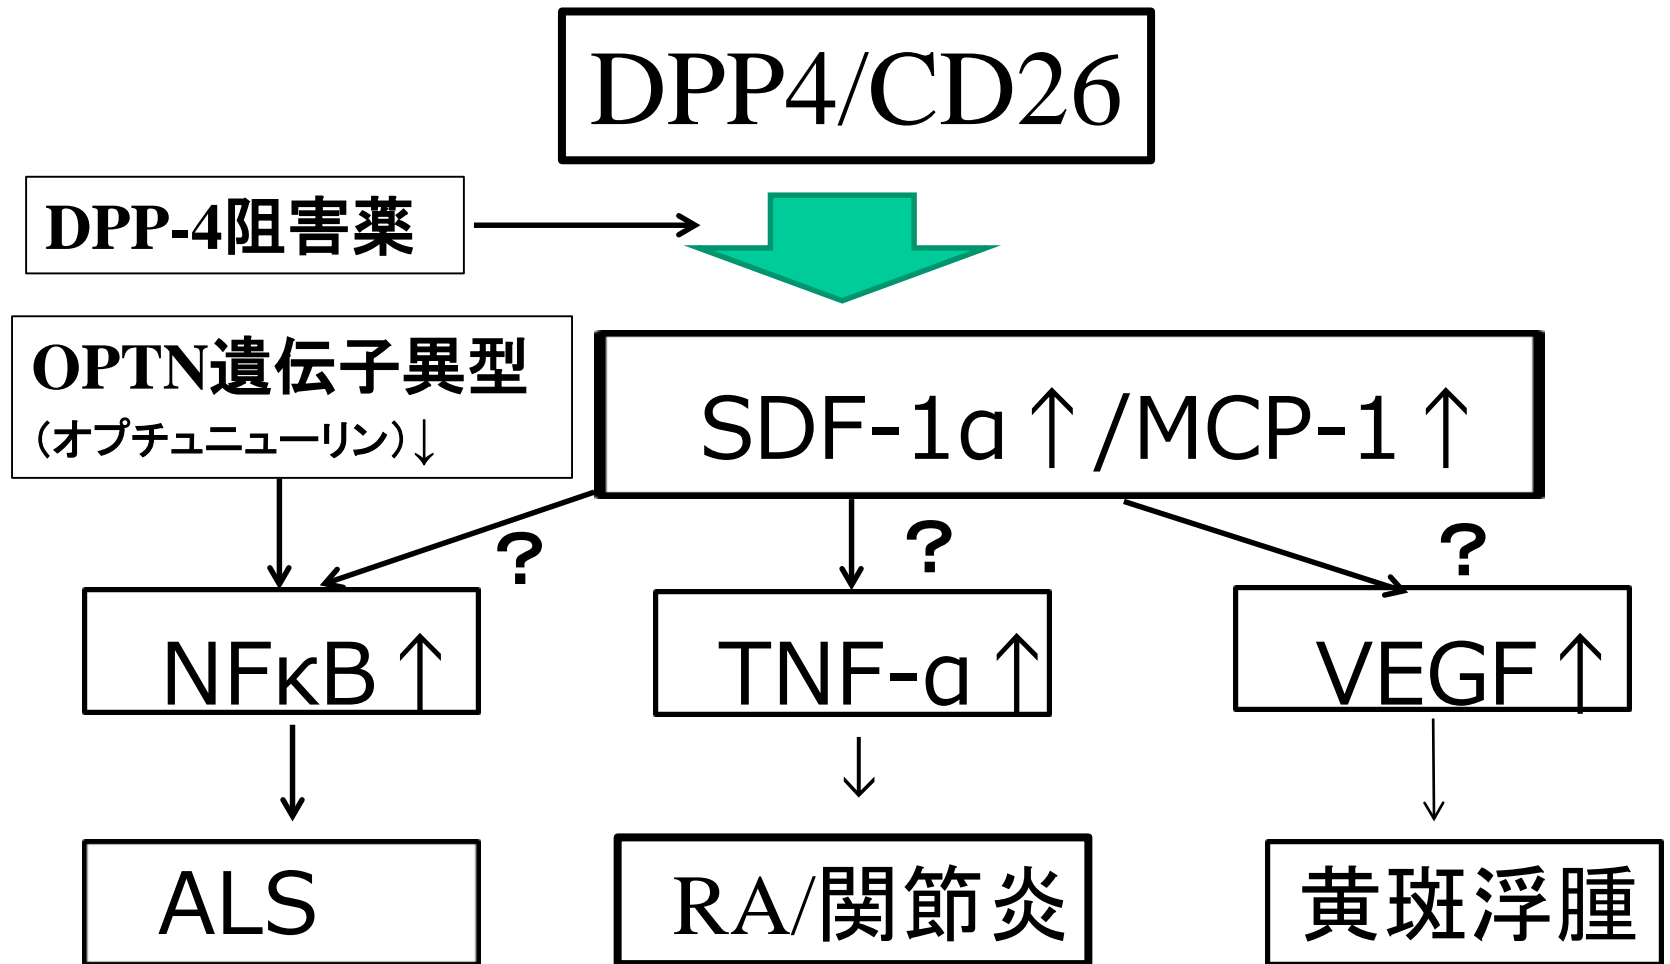 DPP4/CD26
DPP-4阻害薬
OPTN遺伝子異型
（オプチュニューリン）↓
SDF-1α↑/MCP-1↑
?
?
?
NFκB↑
TNF-α↑
VEGF↑
↓
ALS
RA/関節炎
黄斑浮腫